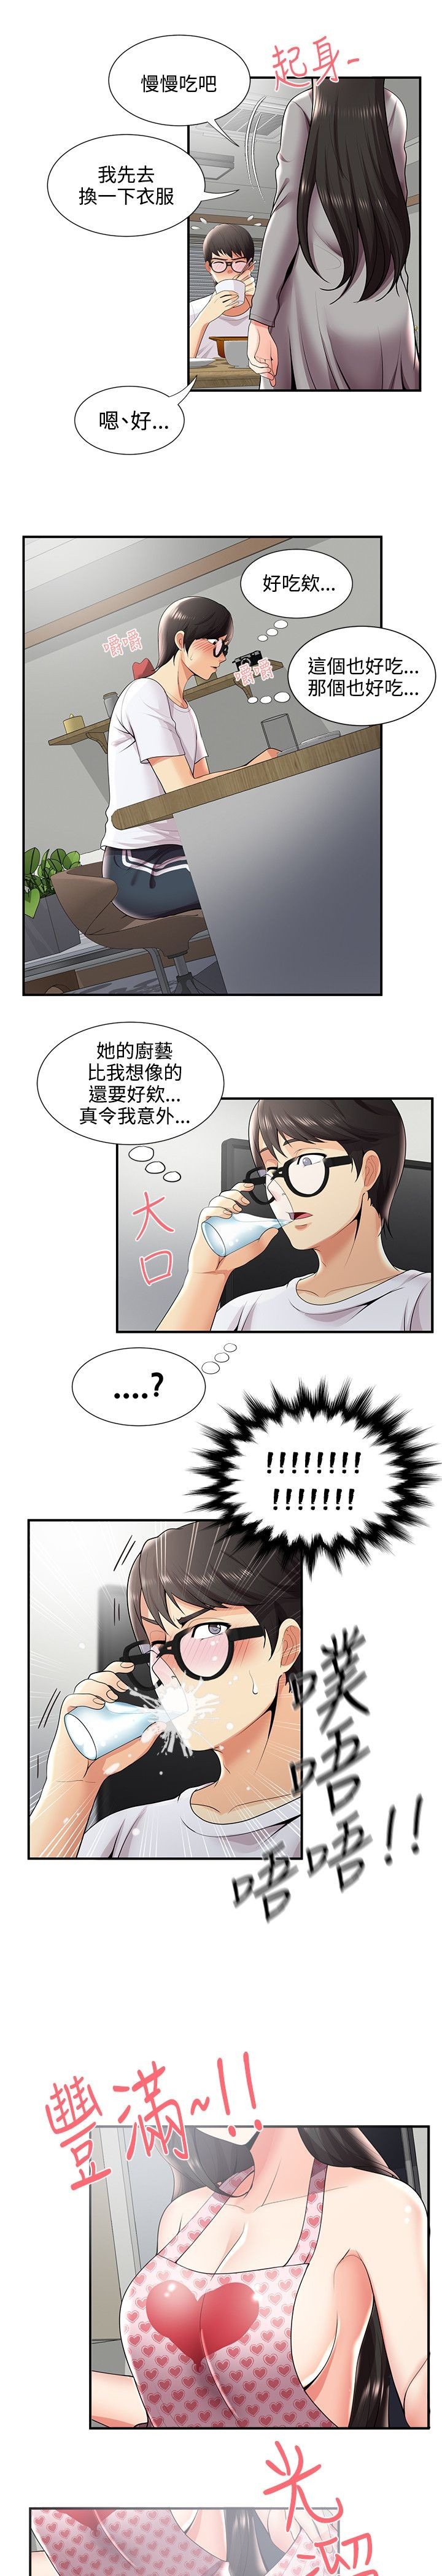 起身~
慢慢吃吧
我先去
換一下衣服
嗯、好...
好吃欸...
嚼嚼
嚼嚼
這個也好吃...
那個也好吃...
她的廚藝
比我想像的
還要好欸...
真令我意外...
大
口
....?
!!!!!!!!
!!!!!!!
噗
唔
唔!!
唔
豐滿~!!
光
溜